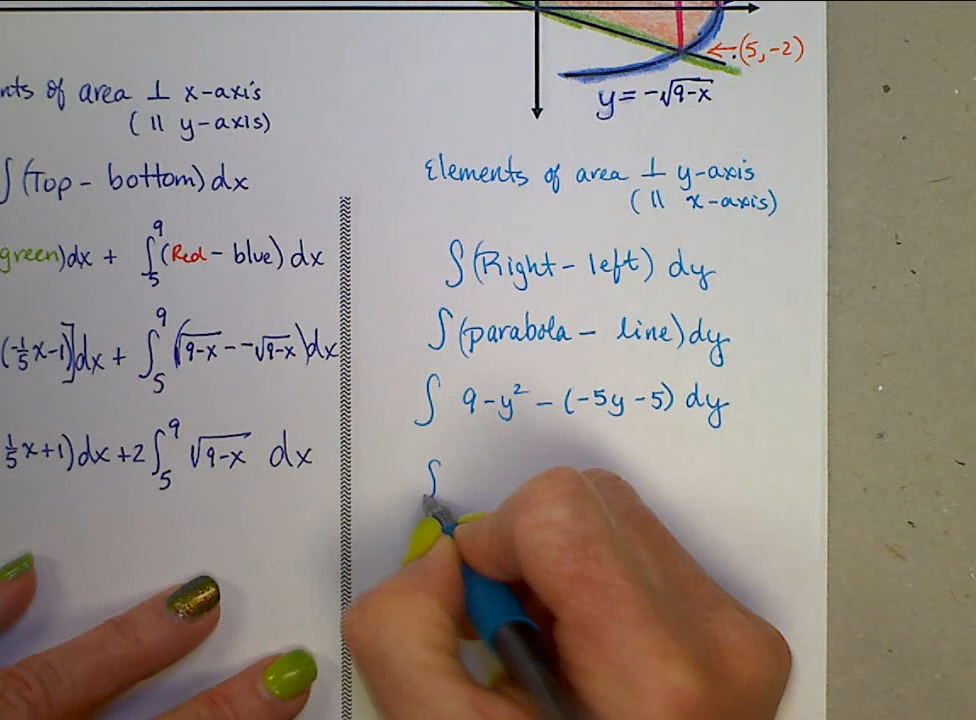 (5,-2)
y = -√9-x
nts of area ⊥ x-axis
( || y-axis)
∫(Top - bottom) dx
green)dx + ∫₅⁹(Red - blue) dx
(-1/5x-1]dx + ∫₅⁹(√9-x - -√9-x)dx
1/5x+1)dx + 2∫₅⁹ √9-x dx
Elements of area ⊥ y-axis
( || x-axis)
∫(Right - left) dy
∫(parabola - line)dy
∫ 9-y² - (-5y-5) dy
∫